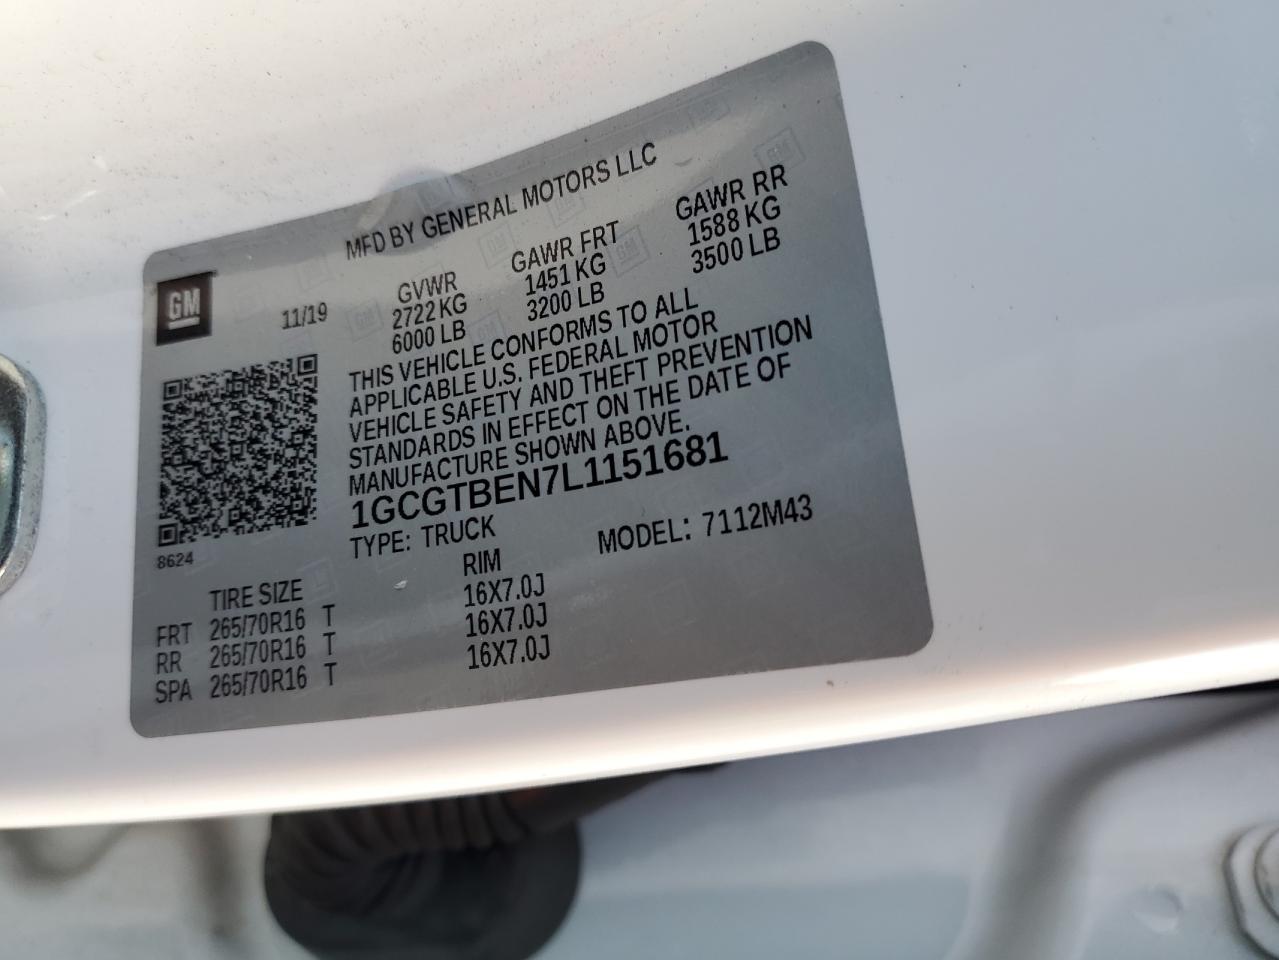 MFD BY GENERAL MOTORS LLC
GM
11/19
GVWR
2722 KG
6000 LB
GAWR FRT
1451 KG
3200 LB
GAWR RR
1588 KG
3500 LB
THIS VEHICLE CONFORMS TO ALL
APPLICABLE U.S. FEDERAL MOTOR
VEHICLE SAFETY AND THEFT PREVENTION
STANDARDS IN EFFECT ON THE DATE OF
MANUFACTURE SHOWN ABOVE.
1GCGTBEN7L1151681
TYPE: TRUCK
MODEL: 7112M43
8624
TIRE SIZE RIM
FRT 265/70R16 T 16X7.0J
RR 265/70R16 T 16X7.0J
SPA 265/70R16 T 16X7.0J